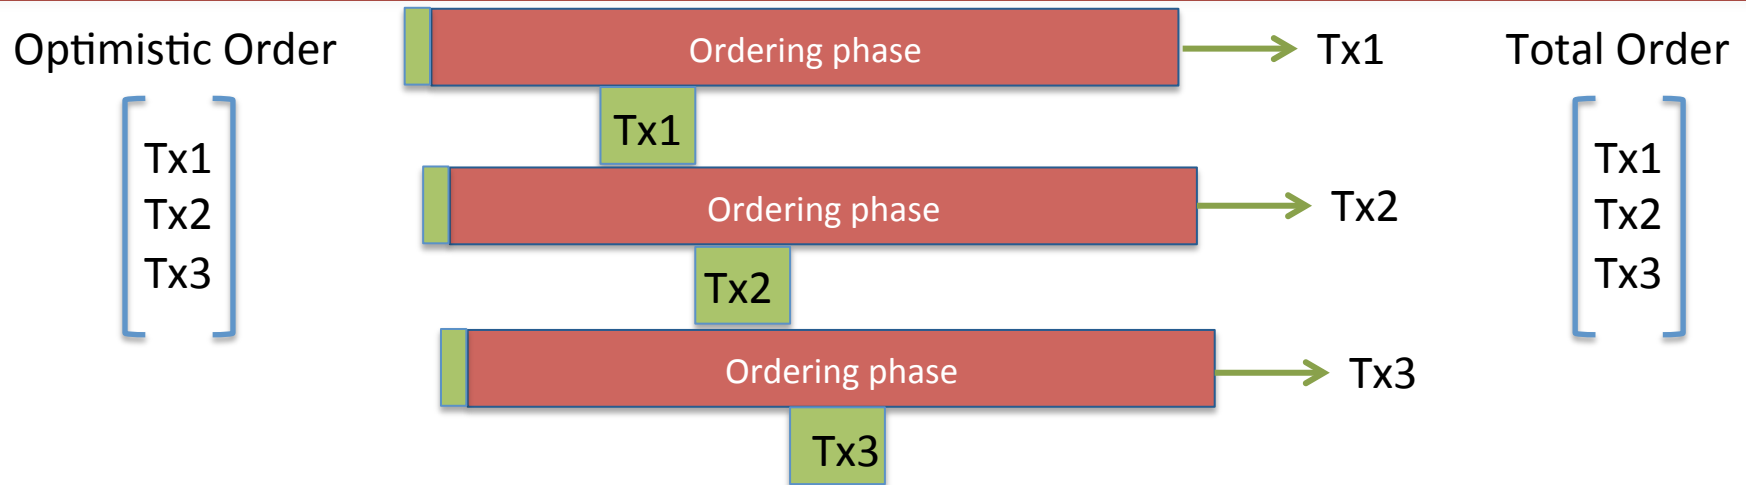 Optimistic Order
Tx1
Tx2
Tx3
Ordering phase
Tx1
Tx1
Ordering phase
Tx2
Tx2
Ordering phase
Tx3
Tx3
Total Order
Tx1
Tx2
Tx3